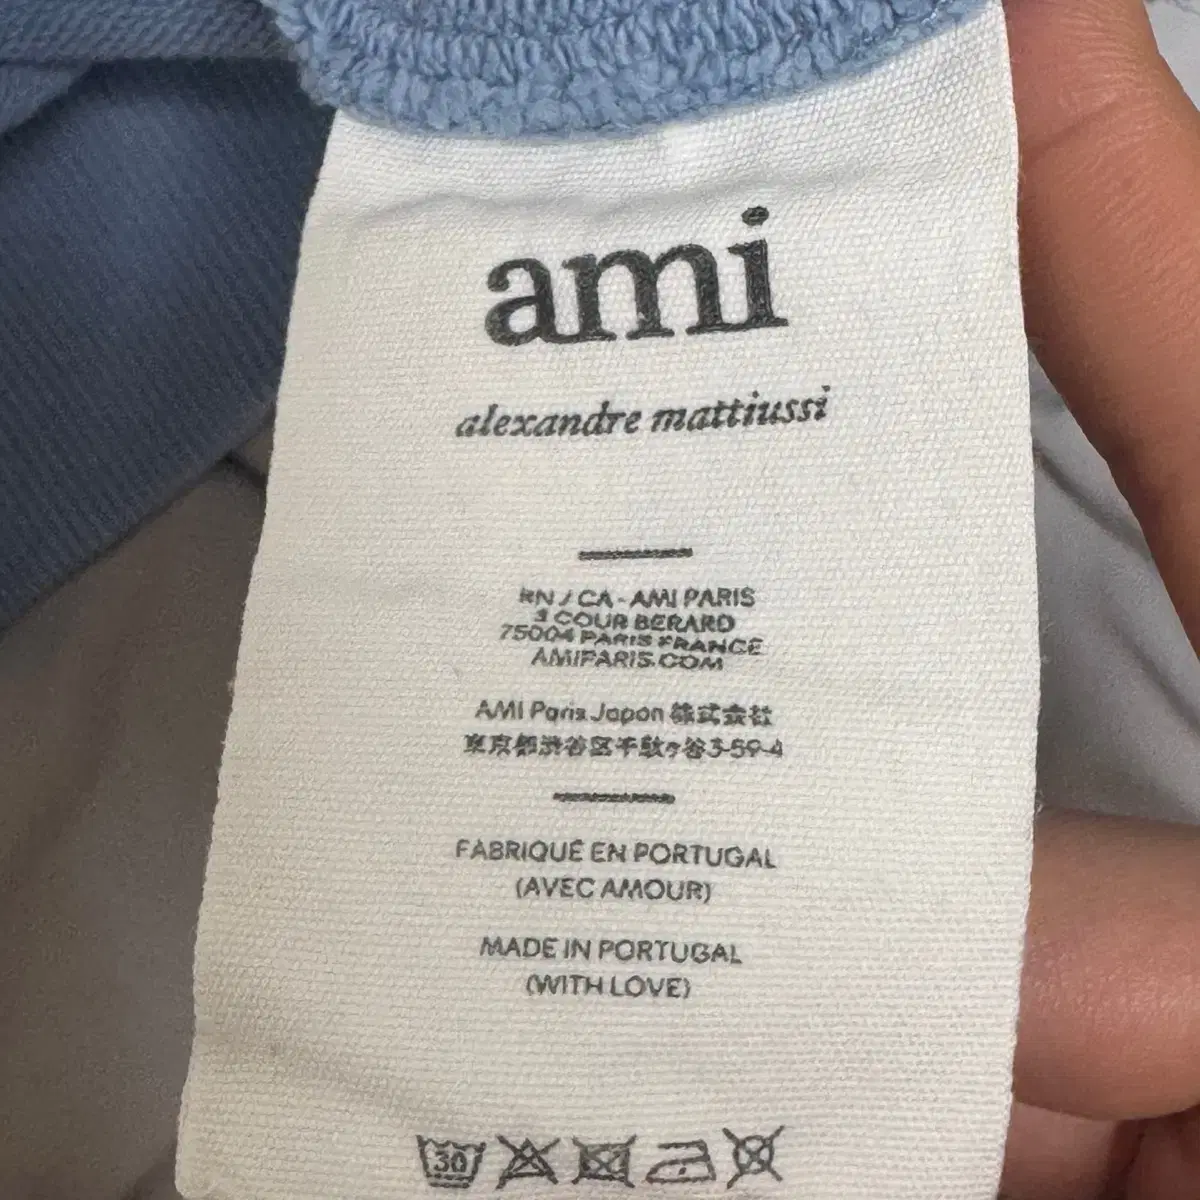 ami
alexandre mattiussi
RN / CA - AMI PARIS
3 COUR BERARD
75004 PARIS FRANCE
AMIPARIS.COM
AMI Paris Japan 株式会社
東京都渋谷区千駄ヶ谷3-59-4
FABRIQUÉ EN PORTUGAL
(AVEC AMOUR)
MADE IN PORTUGAL
(WITH LOVE)
30